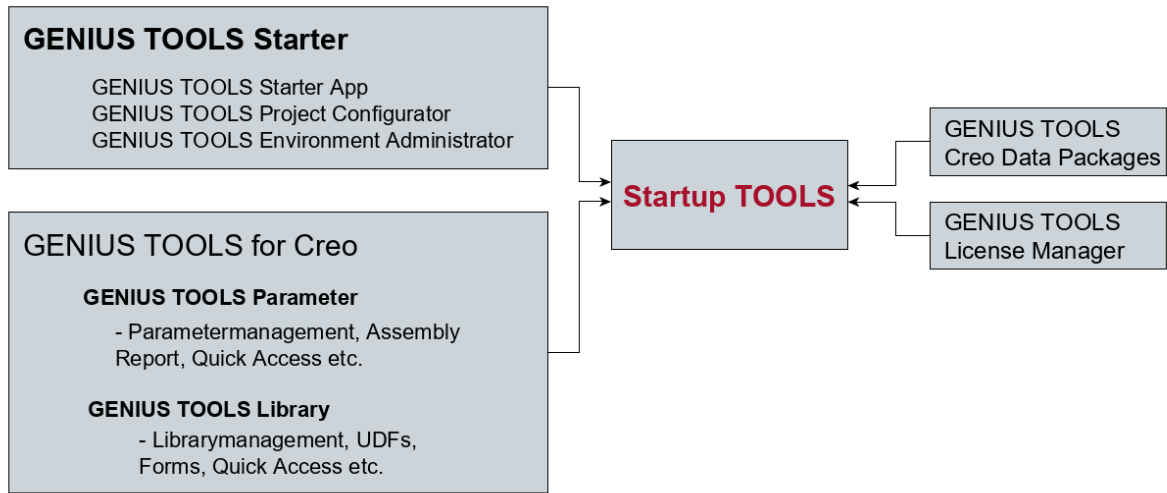 GENIUS TOOLS Starter
GENIUS TOOLS Starter App
GENIUS TOOLS Project Configurator
GENIUS TOOLS Environment Administrator
GENIUS TOOLS for Creo
GENIUS TOOLS Parameter
- Parametermanagement, Assembly
Report, Quick Access etc.
GENIUS TOOLS Library
- Librarymanagement, UDFs,
Forms, Quick Access etc.
Startup TOOLS
GENIUS TOOLS
Creo Data Packages
GENIUS TOOLS
License Manager